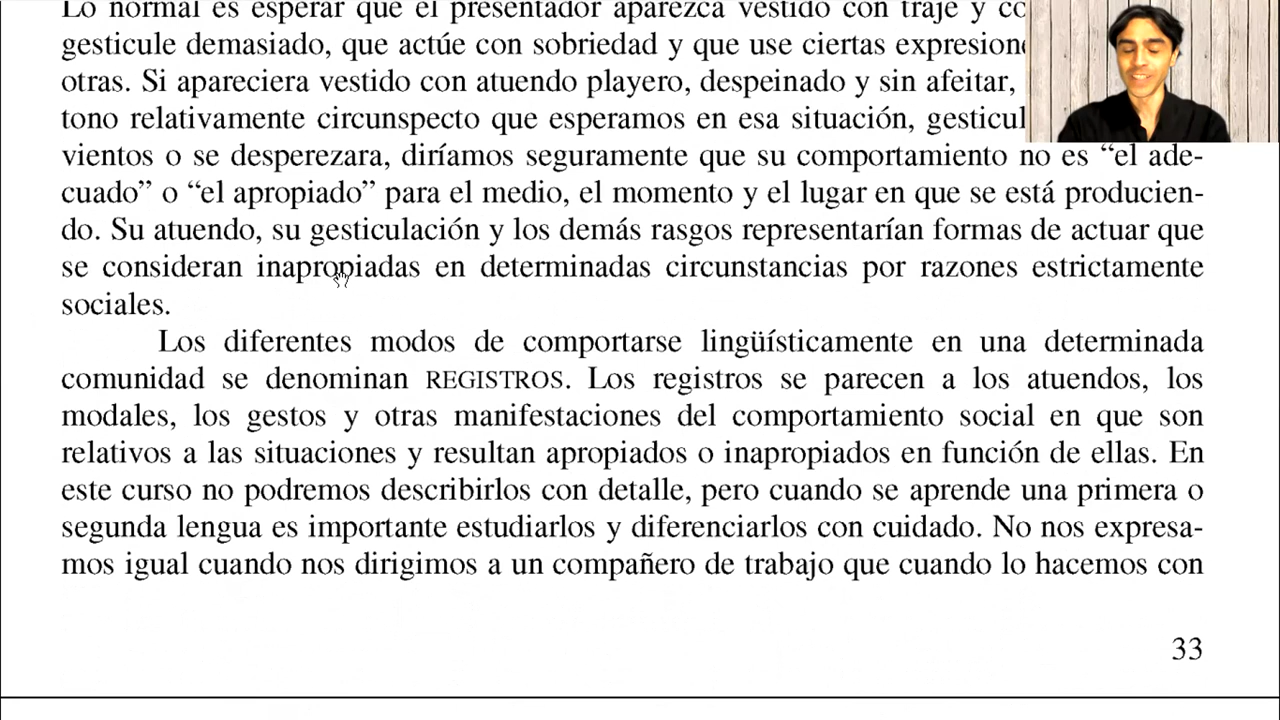 Lo normal es esperar que el presentador aparezca vestido con traje y
gesticule demasiado, que actúe con sobriedad y que use ciertas
otras. Si apareciera vestido con atuendo playero, despeinado y sin afeitar,
tono relativamente circunspecto que esperamos en esa situación,
vientos o se desperezara, diríamos seguramente que su comportamiento no es “el ade-
cuado” o “el apropiado” para el medio, el momento y el lugar en que se está producien-
do. Su atuendo, su gesticulación y los demás rasgos representarían formas de actuar que
se consideran inapropiadas en determinadas circunstancias por razones estrictamente
sociales.
Los diferentes modos de comportarse lingüísticamente en una determinada
comunidad se denominan REGISTROS. Los registros se parecen a los atuendos, los
modales, los gestos y otras manifestaciones del comportamiento social en que son
relativos a las situaciones y resultan apropiados o inapropiados en función de ellas. En
este curso no podremos describirlos con detalle, pero cuando se aprende una primera o
segunda lengua es importante estudiarlos y diferenciarlos con cuidado. No nos expresa-
mos igual cuando nos dirigimos a un compañero de trabajo que cuando lo hacemos con
33